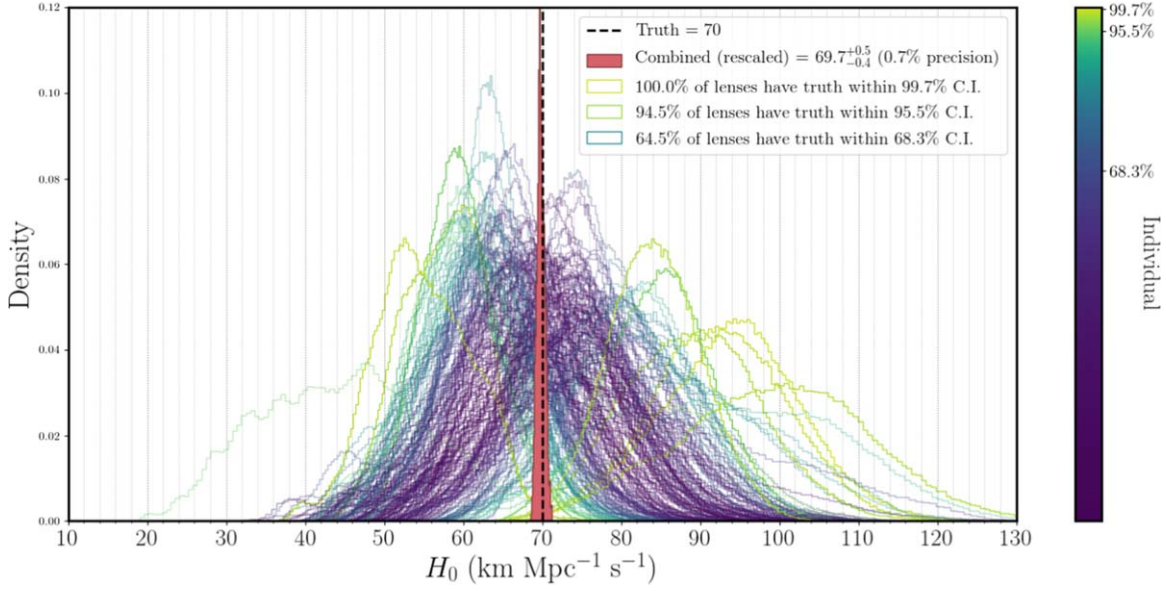 0.12
0.10
0.08
0.06
0.04
0.02
0.00
Density
10 20 30 40 50 60 70 80 90 100 110 120 130
H₀ (km Mpc⁻¹ s⁻¹)
Truth = 70
Combined (rescaled) = 69.7^{+0.5}_{-0.4} (0.7% precision)
100.0% of lenses have truth within 99.7% C.I.
94.5% of lenses have truth within 95.5% C.I.
64.5% of lenses have truth within 68.3% C.I.
99.7%
95.5%
68.3%
Individual